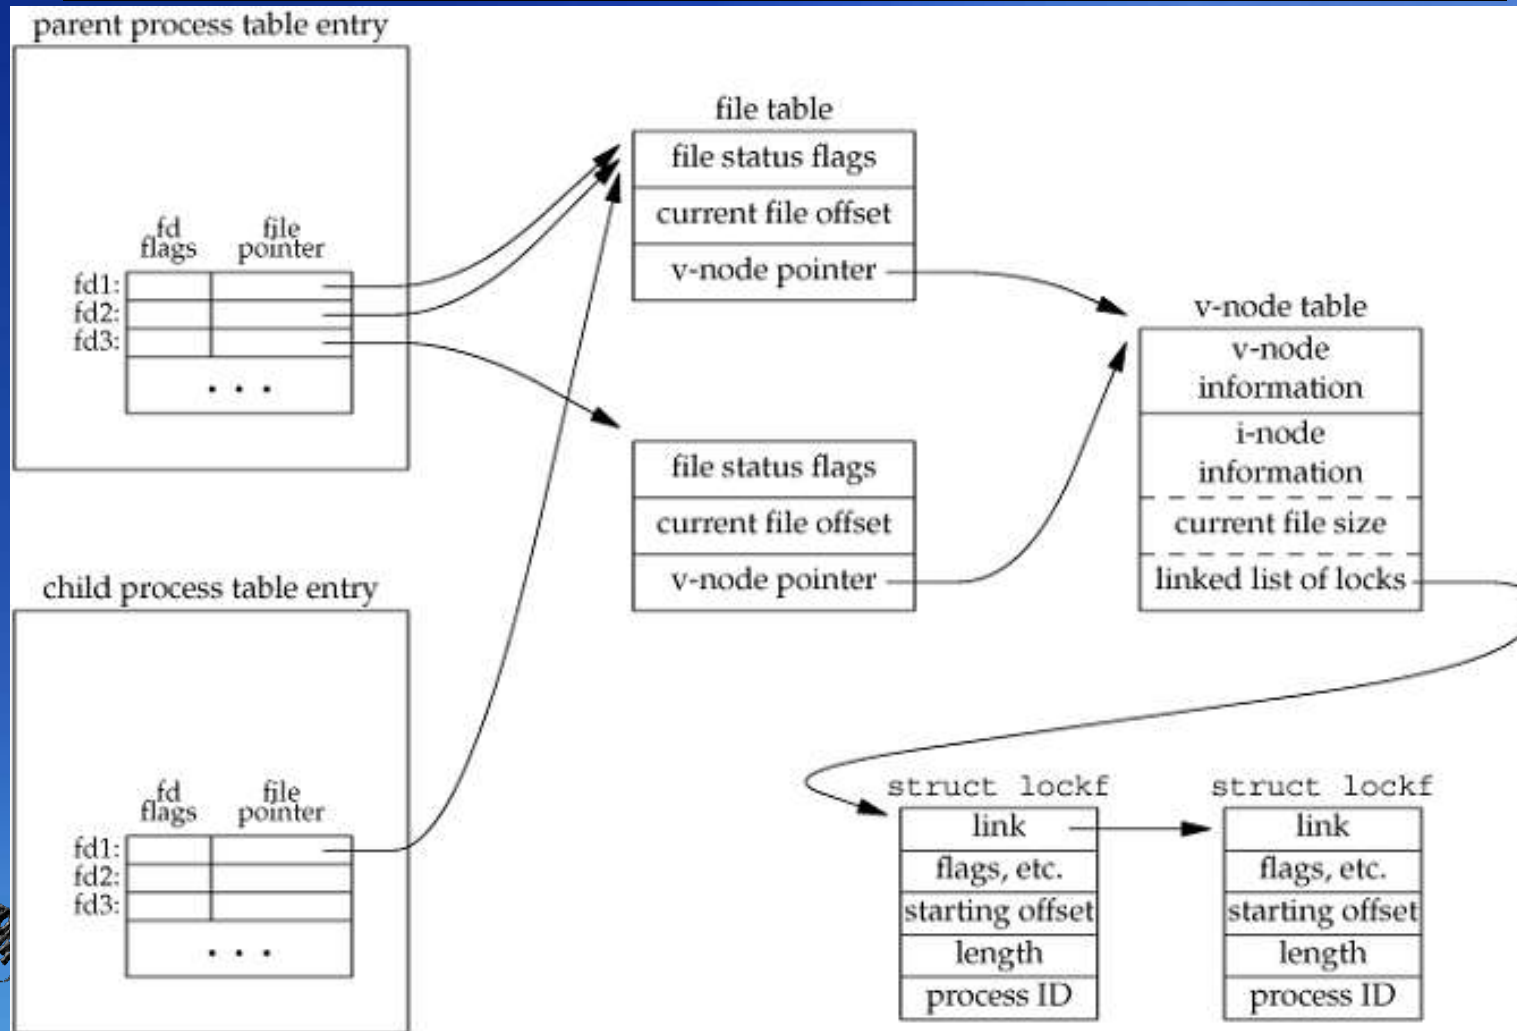 parent process table entry
fd
flags
file
pointer
fd1:
fd2:
fd3:
• • •
file table
file status flags
current file offset
v-node pointer
file status flags
current file offset
v-node pointer
v-node table
v-node
information
i-node
information
current file size
linked list of locks
child process table entry
fd
flags
file
pointer
fd1:
fd2:
fd3:
• • •
struct lockf
link
flags, etc.
starting offset
length
process ID
struct lockf
link
flags, etc.
starting offset
length
process ID